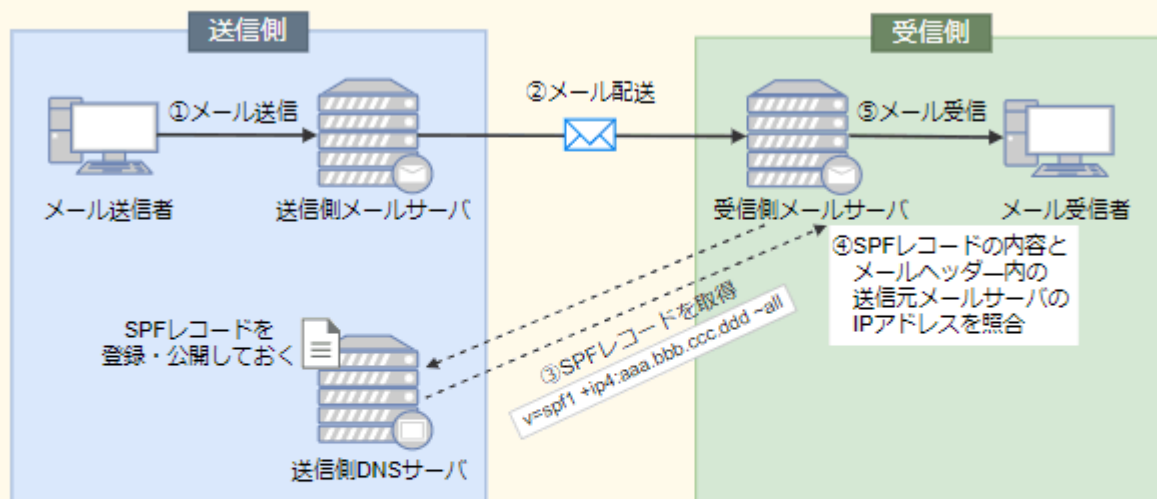 送信側
受信側
①メール送信
②メール配送
⑤メール受信
メール送信者
送信側メールサーバ
受信側メールサーバ
メール受信者
④SPFレコードの内容と
メールヘッダー内の
送信元メールサーバの
IPアドレスを照合
SPFレコードを
登録・公開しておく
③SPFレコードを取得
v=spf1 +ip4:aaa.bbb.ccc.ddd ~all
送信側DNSサーバ